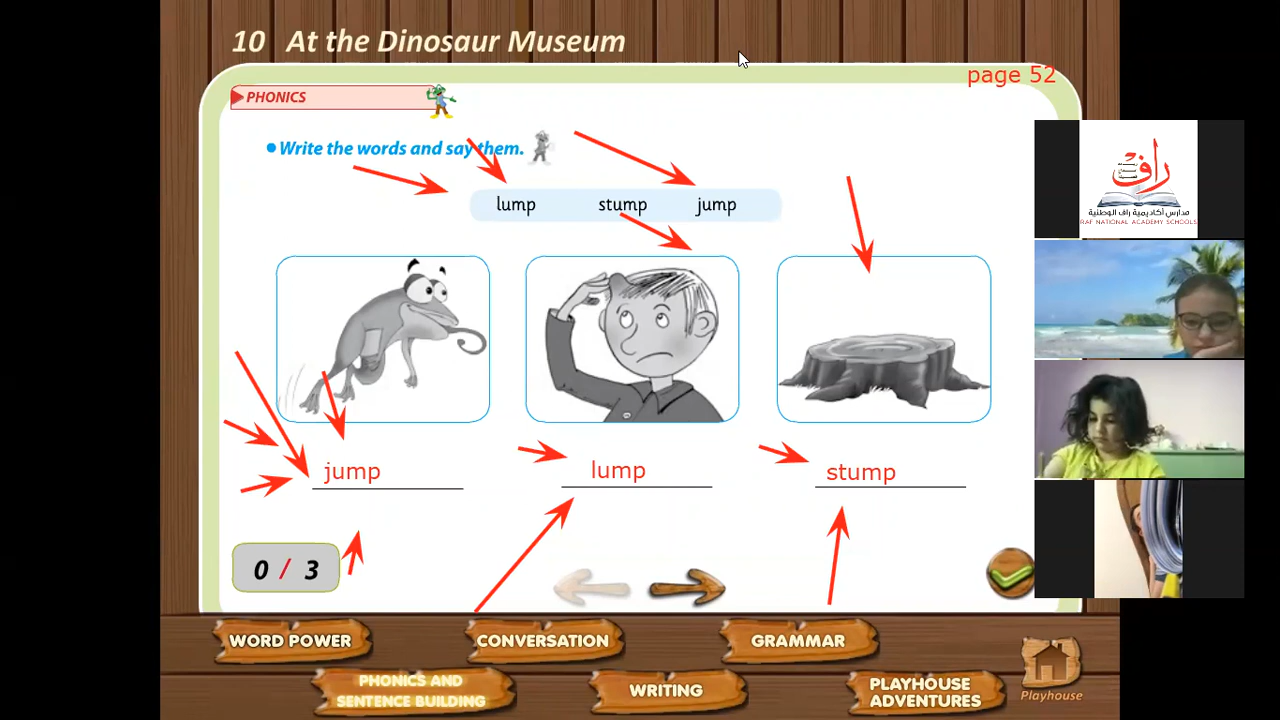 10 At the Dinosaur Museum
page 52
PHONICS
Write the words and say them.
lump stump jump
jump lump stump
0 / 3
WORD POWER
CONVERSATION
GRAMMAR
PHONICS AND
SENTENCE BUILDING
WRITING
PLAYHOUSE
ADVENTURES
Playhouse
راف
مدارس أكاديمية راف الوطنية
RAF NATIONAL ACADEMY SCHOOLS